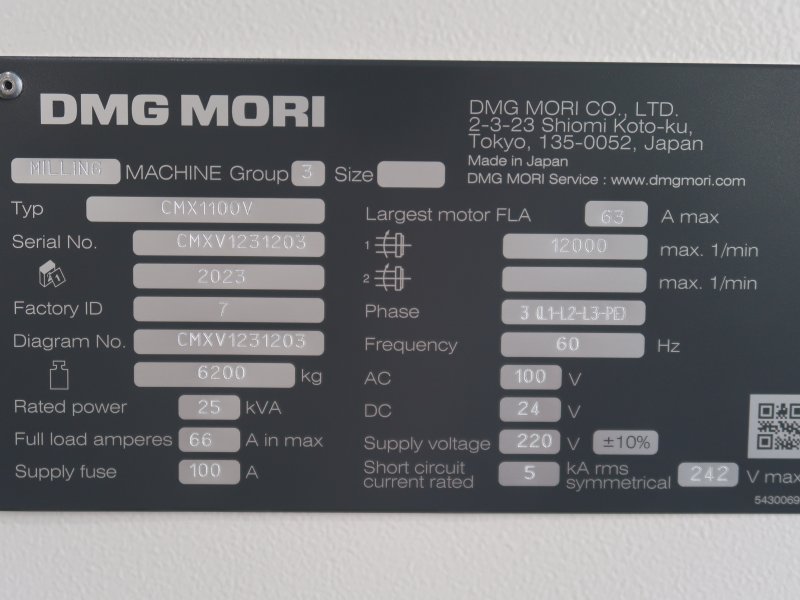 DMG MORI
DMG MORI CO., LTD.
2-3-23 Shiomi Koto-ku,
Tokyo, 135-0052, Japan
Made in Japan
DMG MORI Service : www.dmgmori.com
MILLING MACHINE Group 3 Size
Typ CMX1100V
Serial No. CMXV1231203
2023
Factory ID 7
Diagram No. CMXV1231203
6200 kg
Rated power 25 kVA
Full load amperes 66 A in max
Supply fuse 100 A
Largest motor FLA 63 A max
1 12000 max. 1/min
2 max. 1/min
Phase 3 (L1-L2-L3-PE)
Frequency 60 Hz
AC 100 V
DC 24 V
Supply voltage 220 V ±10%
Short circuit current rated 5 kA rms symmetrical 242 V max
5430069